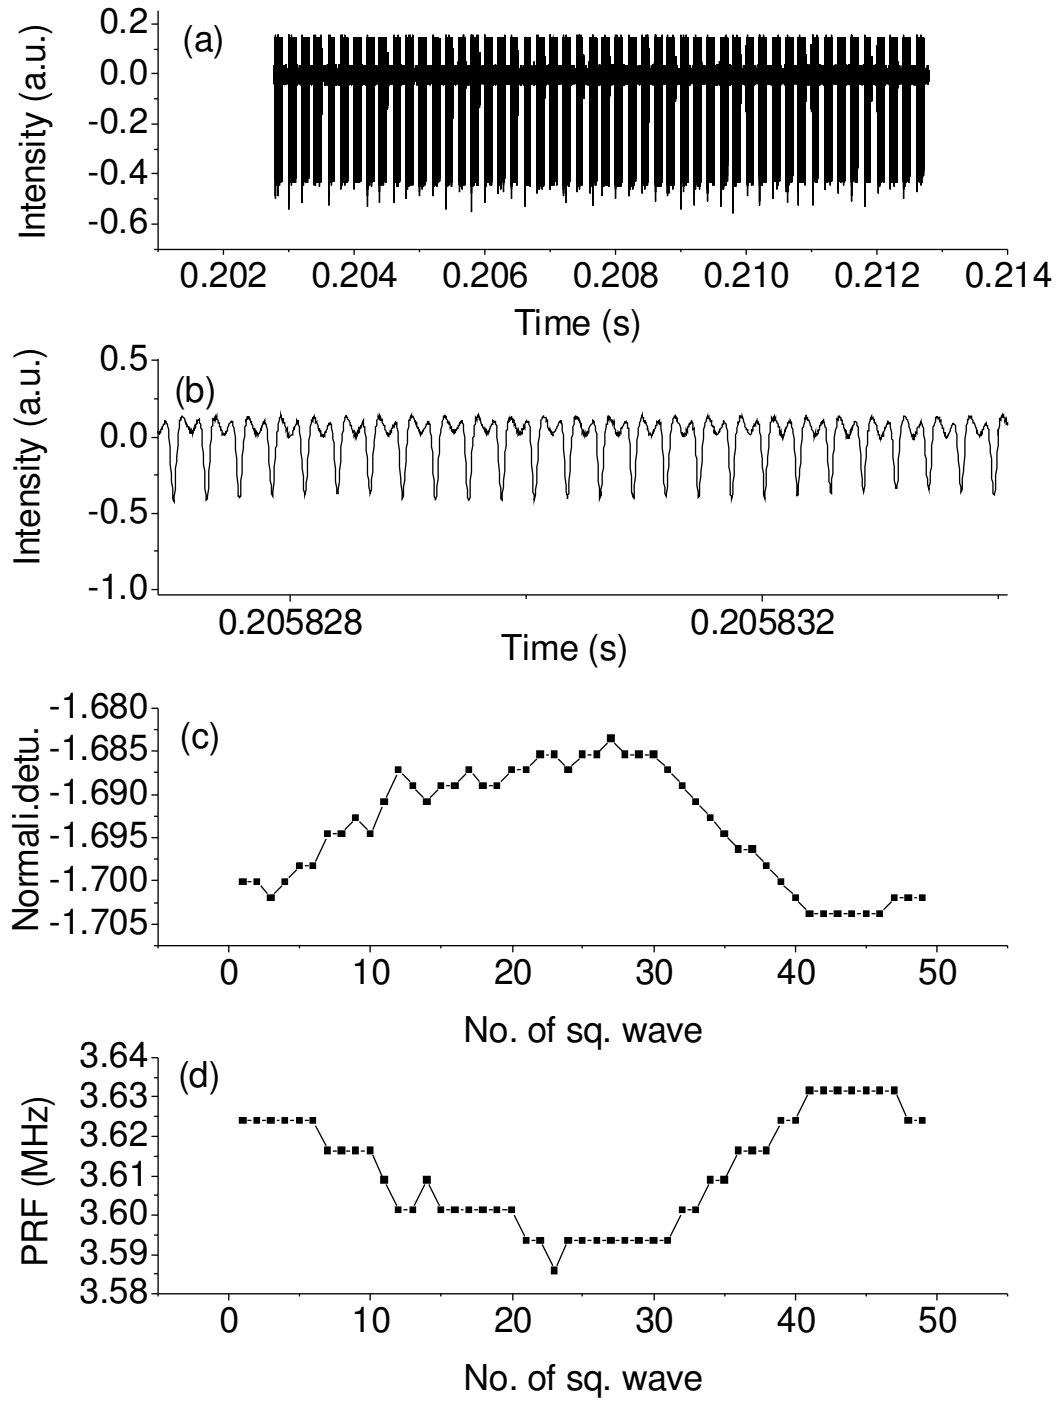 (a)
Intensity (a.u.)
0.2
0.0
-0.2
-0.4
-0.6
0.202 0.204 0.206 0.208 0.210 0.212 0.214
Time (s)
(b)
Intensity (a.u.)
0.5
0.0
-0.5
-1.0
0.205828 0.205832
Time (s)
(c)
Normali.detu.
-1.680
-1.685
-1.690
-1.695
-1.700
-1.705
0 10 20 30 40 50
No. of sq. wave
(d)
PRF (MHz)
3.64
3.63
3.62
3.61
3.60
3.59
3.58
0 10 20 30 40 50
No. of sq. wave